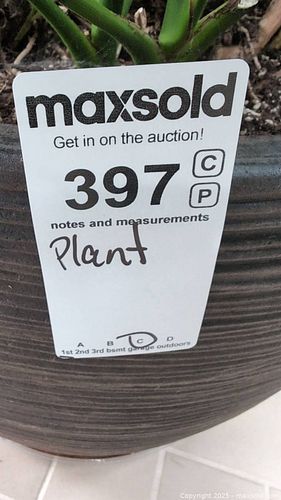 maxsold
Get in on the auction!
397 C
P
notes and measurements
Plant
A B C D
1st 2nd 3rd bsmt garage outdoors
Copyright 2025 - maxsold.com